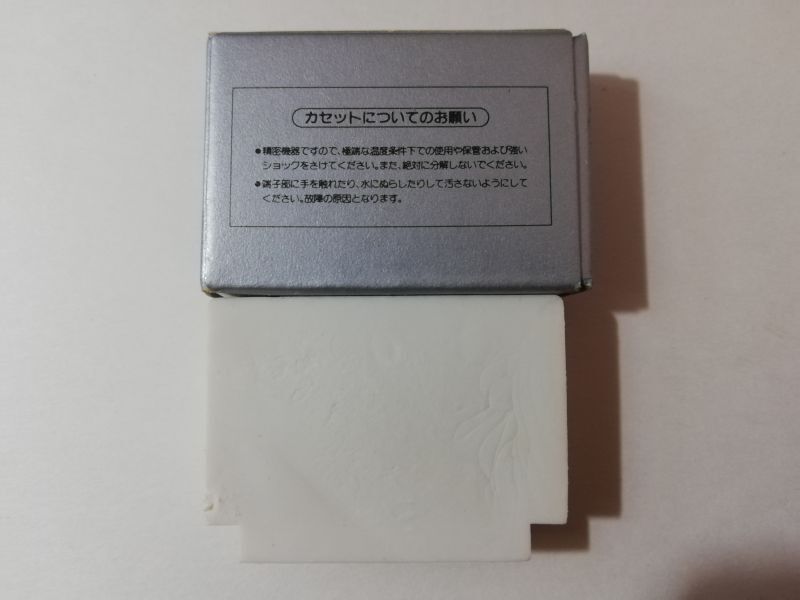 カセットについてのお願い
●精密機器ですので、極端な温度条件下での使用や保管および強い
ショックをさけてください。また、絶対に分解しないでください。
●端子部に手を触れたり、水にぬらしたりして汚さないようにして
ください。故障の原因となります。